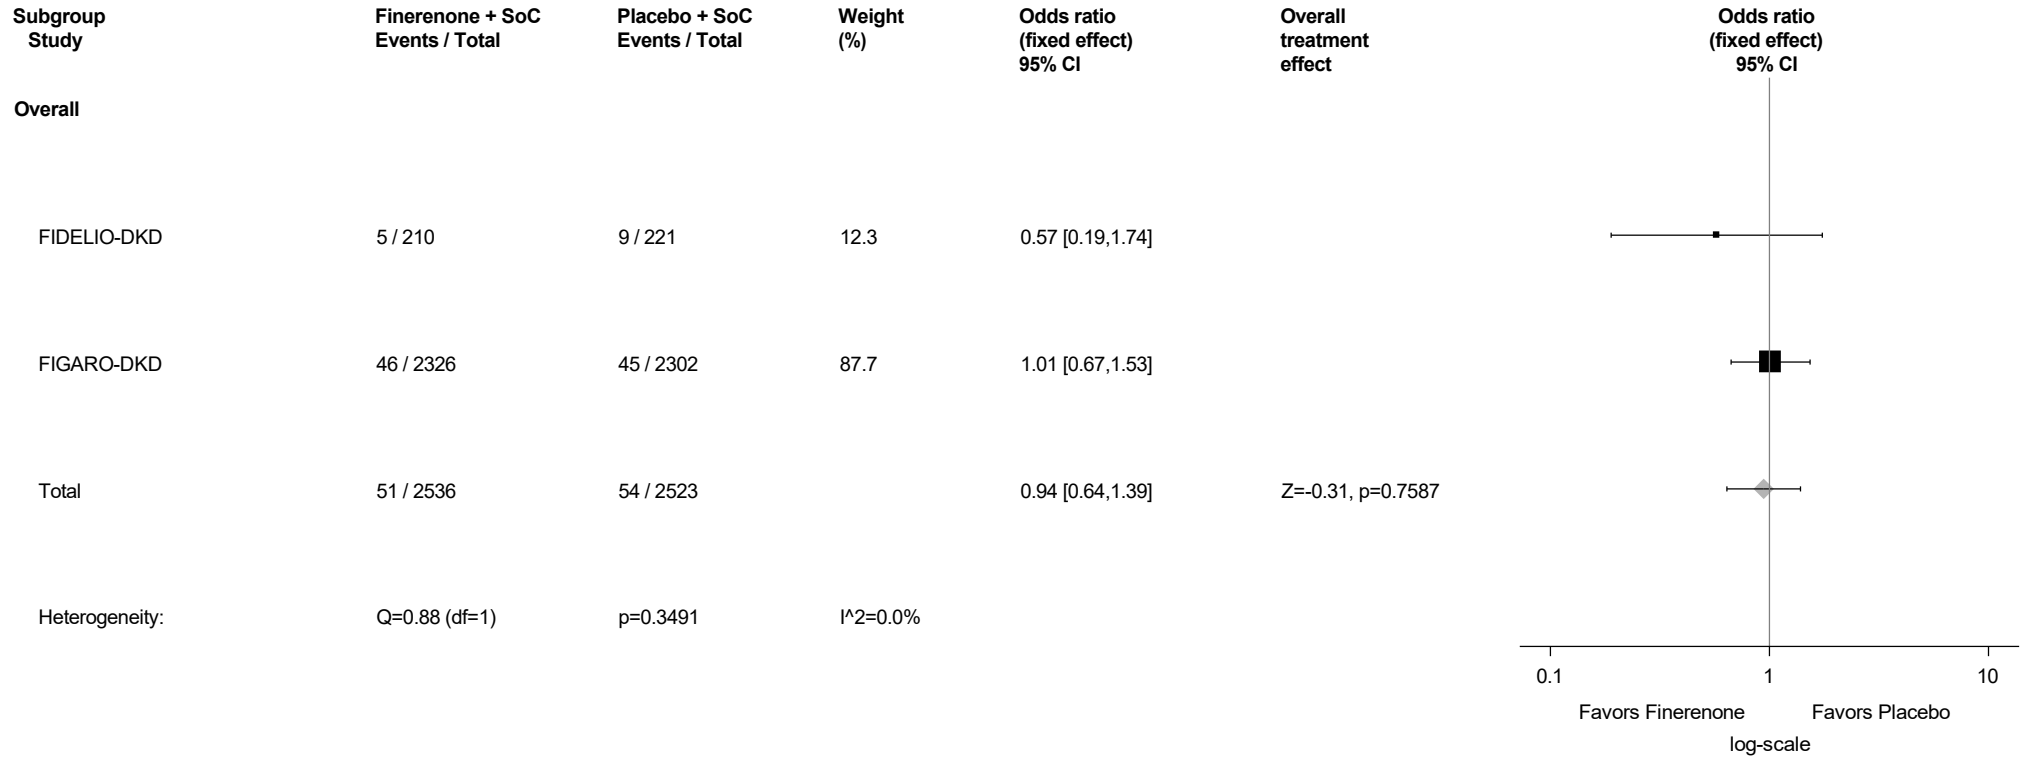 Subgroup Finerenone + SoC Placebo + SoC Weight Odds ratio Overall Odds ratio
Study Events / Total Events / Total (%) (fixed effect) treatment (fixed effect)
95% CI effect 95% CI
Overall
FIDELIO-DKD 5 / 210 9 / 221 12.3 0.57 [0.19,1.74]
FIGARO-DKD 46 / 2326 45 / 2302 87.7 1.01 [0.67,1.53]
Total 51 / 2536 54 / 2523 0.94 [0.64,1.39] Z=-0.31, p=0.7587
Heterogeneity: Q=0.88 (df=1) p=0.3491 I^2=0.0%
0.1 1 10
Favors Finerenone Favors Placebo
log-scale